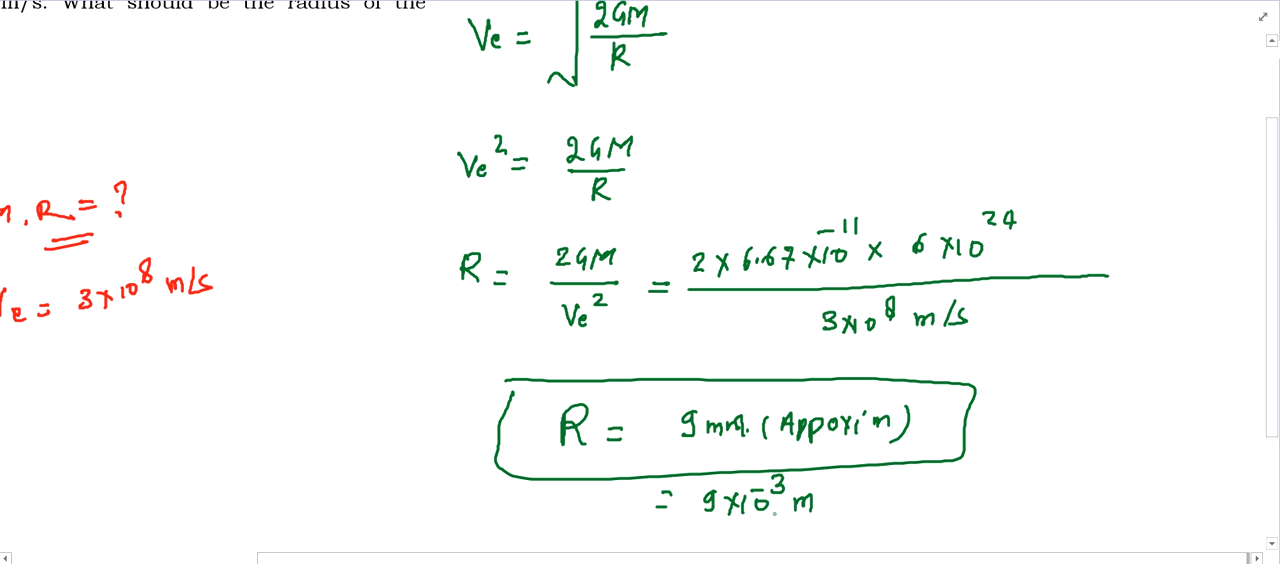 m/s. What should be the radius of the
Ve = √(2GM/R)
Ve² = 2GM/R
R = ?
Ve = 3×10⁸ m/s
R = 2GM/Ve² = 2 × 6.67×10⁻¹¹ × 6×10²⁴ / 3×10⁸ m/s
R = 9 mm. (Appoxim)
= 9×10⁻³ m